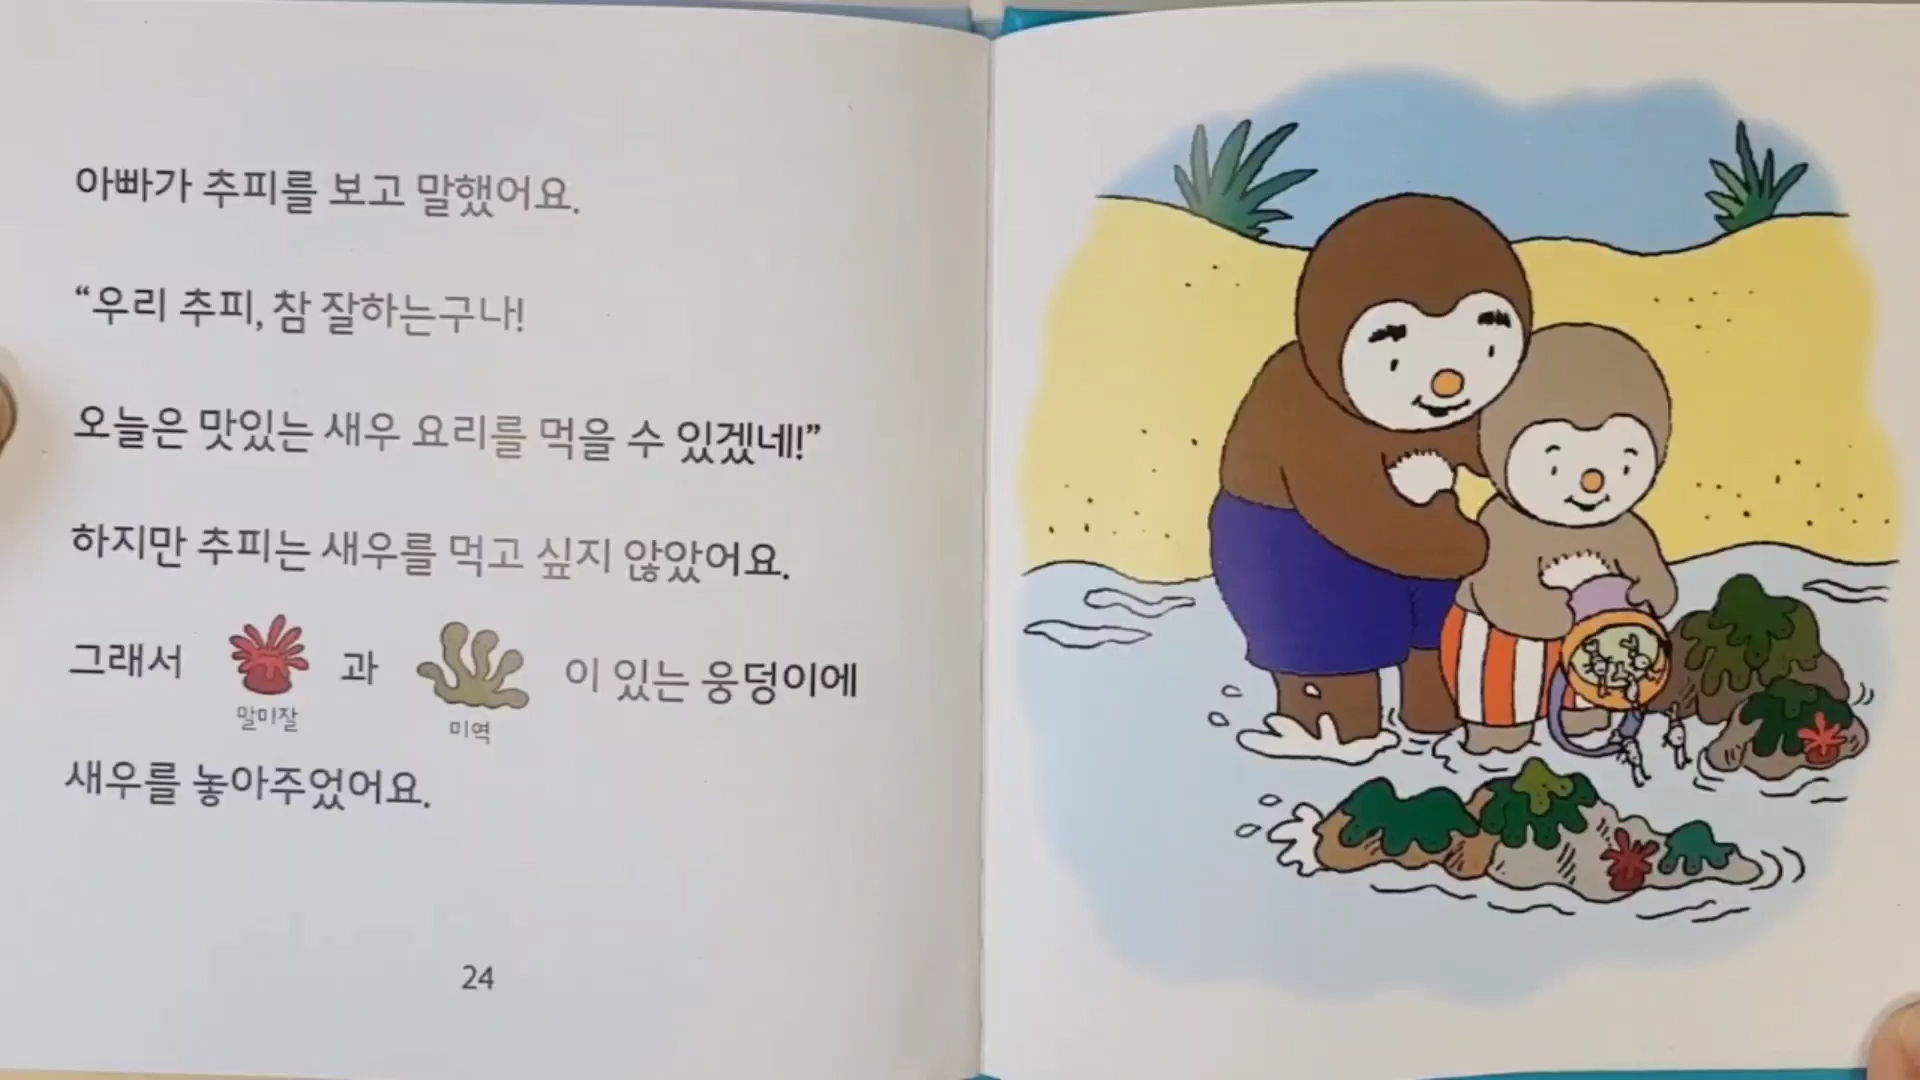 아빠가 추피를 보고 말했어요.
“우리 추피, 참 잘하는구나!
오늘은 맛있는 새우 요리를 먹을 수 있겠네!”
하지만 추피는 새우를 먹고 싶지 않았어요.
그래서 과 이 있는 웅덩이에
말미잘 미역
새우를 놓아주었어요.
24